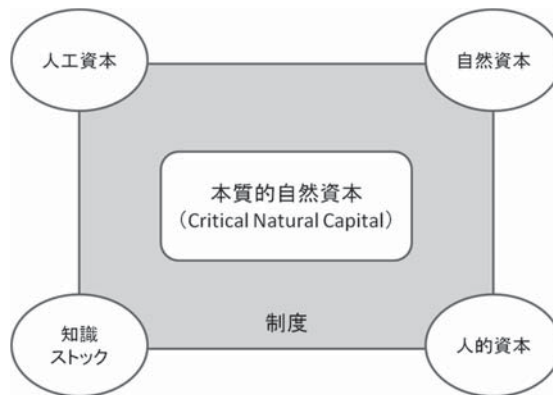 人工資本
自然資本
本質的自然資本
（Critical Natural Capital）
制度
知識
ストック
人的資本